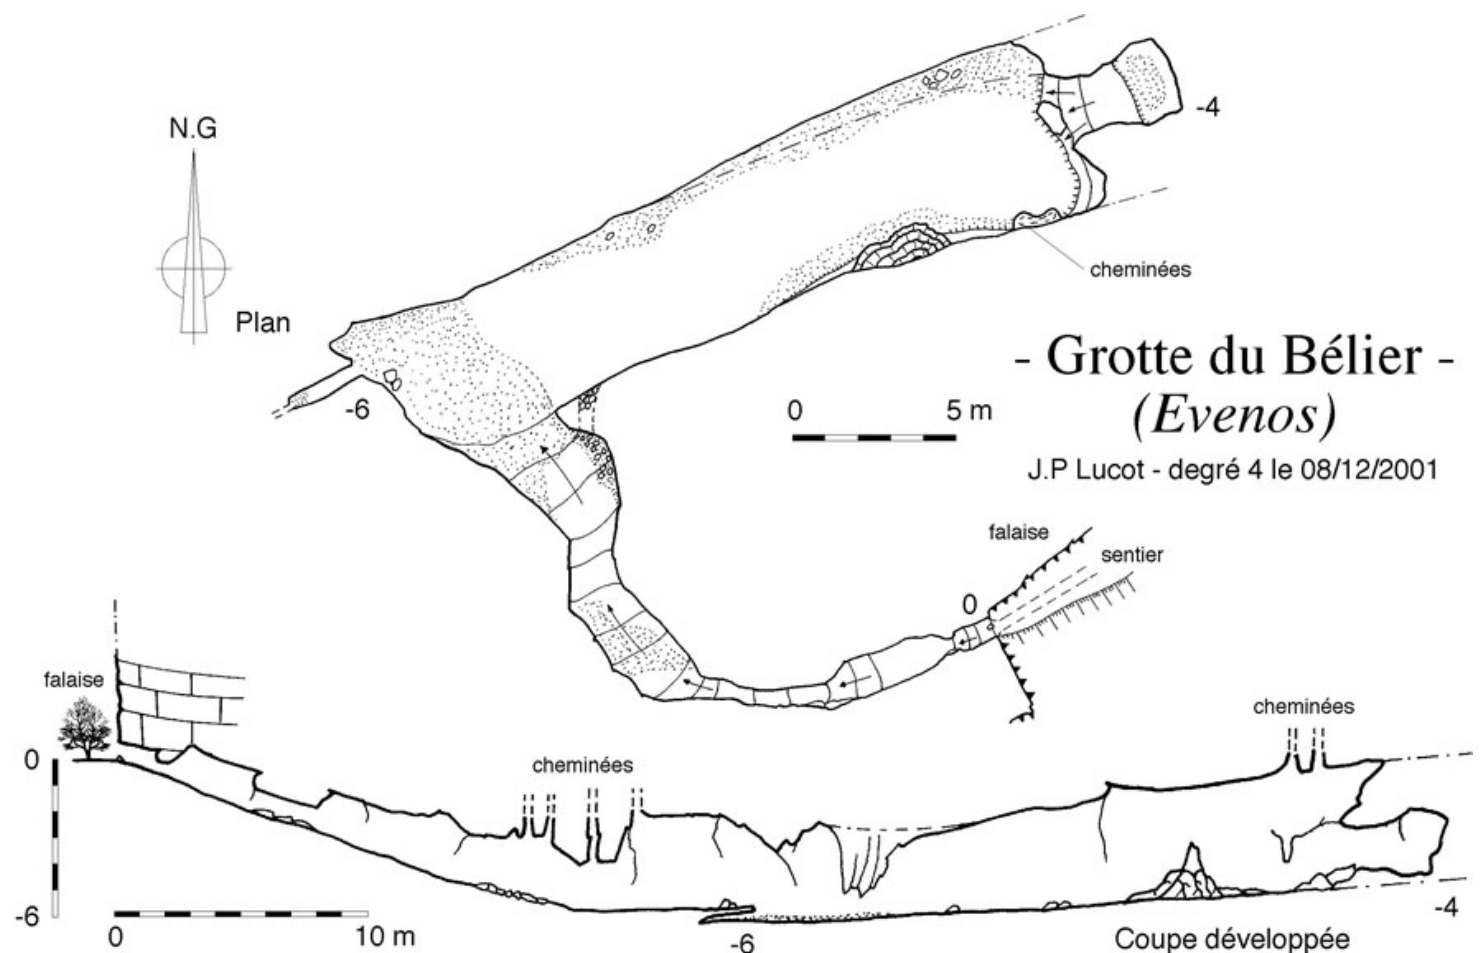 N.G
Plan
-4
cheminées
-6
0 5 m
- Grotte du Bélier -
(Evenos)
J.P Lucot - degré 4 le 08/12/2001
falaise
sentier
0
falaise
0
-6
cheminées
cheminées
0 10 m
-6
-4
Coupe développée